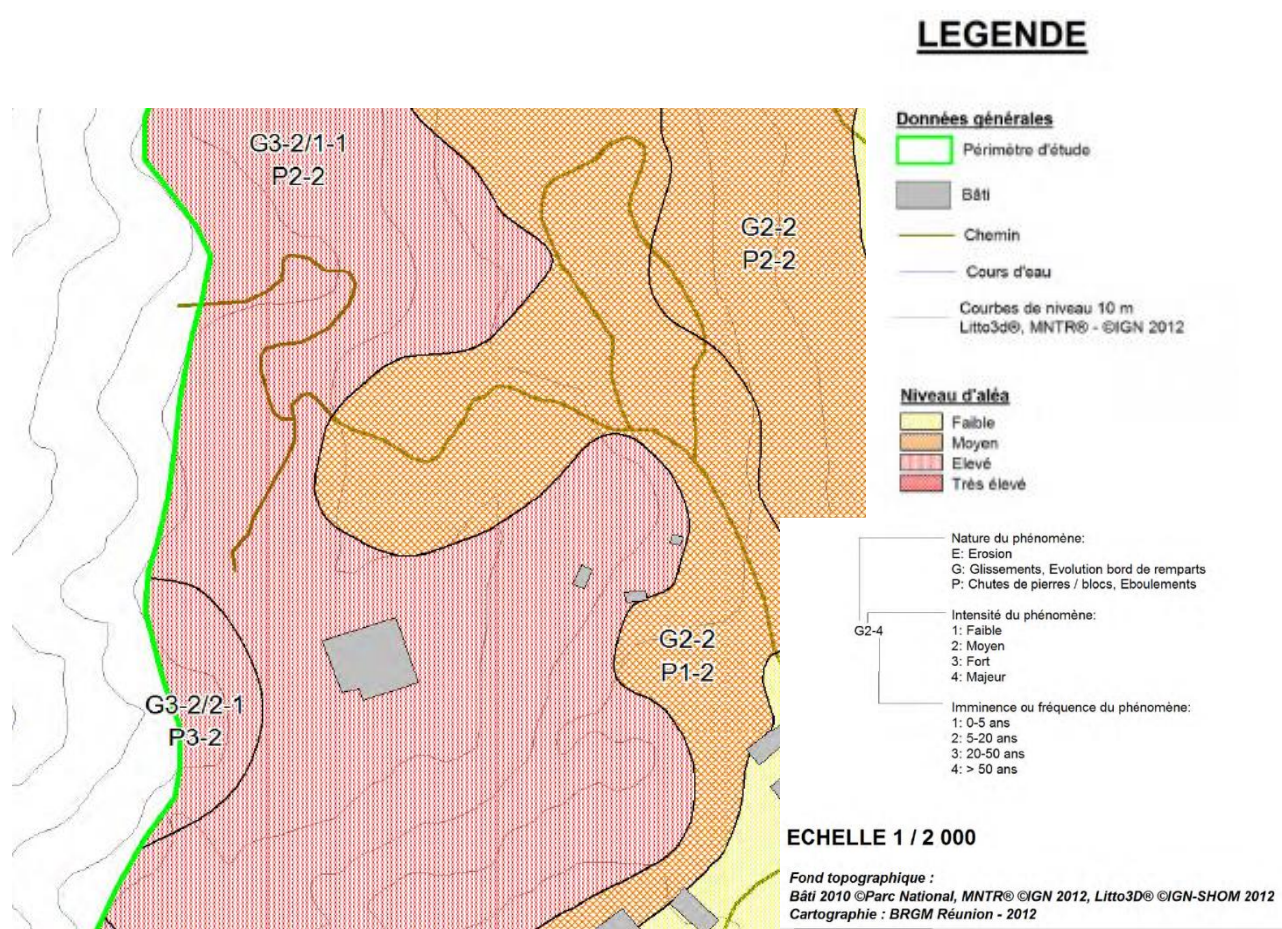 LEGENDE
Données générales
Périmètre d'étude
Bâti
Chemin
Cours d'eau
Courbes de niveau 10 m
Litto3d®, MNTR® - ©IGN 2012
Niveau d'aléa
Faible
Moyen
Elevé
Très élevé
G3-2/1-1
P2-2
G2-2
P2-2
G2-2
P1-2
G3-2/2-1
P3-2
Nature du phénomène:
E: Erosion
G: Glissements, Evolution bord de remparts
P: Chutes de pierres / blocs, Eboulements
G2-4
Intensité du phénomène:
1: Faible
2: Moyen
3: Fort
4: Majeur
Imminence ou fréquence du phénomène:
1: 0-5 ans
2: 5-20 ans
3: 20-50 ans
4: > 50 ans
ECHELLE 1 / 2 000
Fond topographique :
Bâti 2010 ©Parc National, MNTR® ©IGN 2012, Litto3D® ©IGN-SHOM 2012
Cartographie : BRGM Réunion - 2012